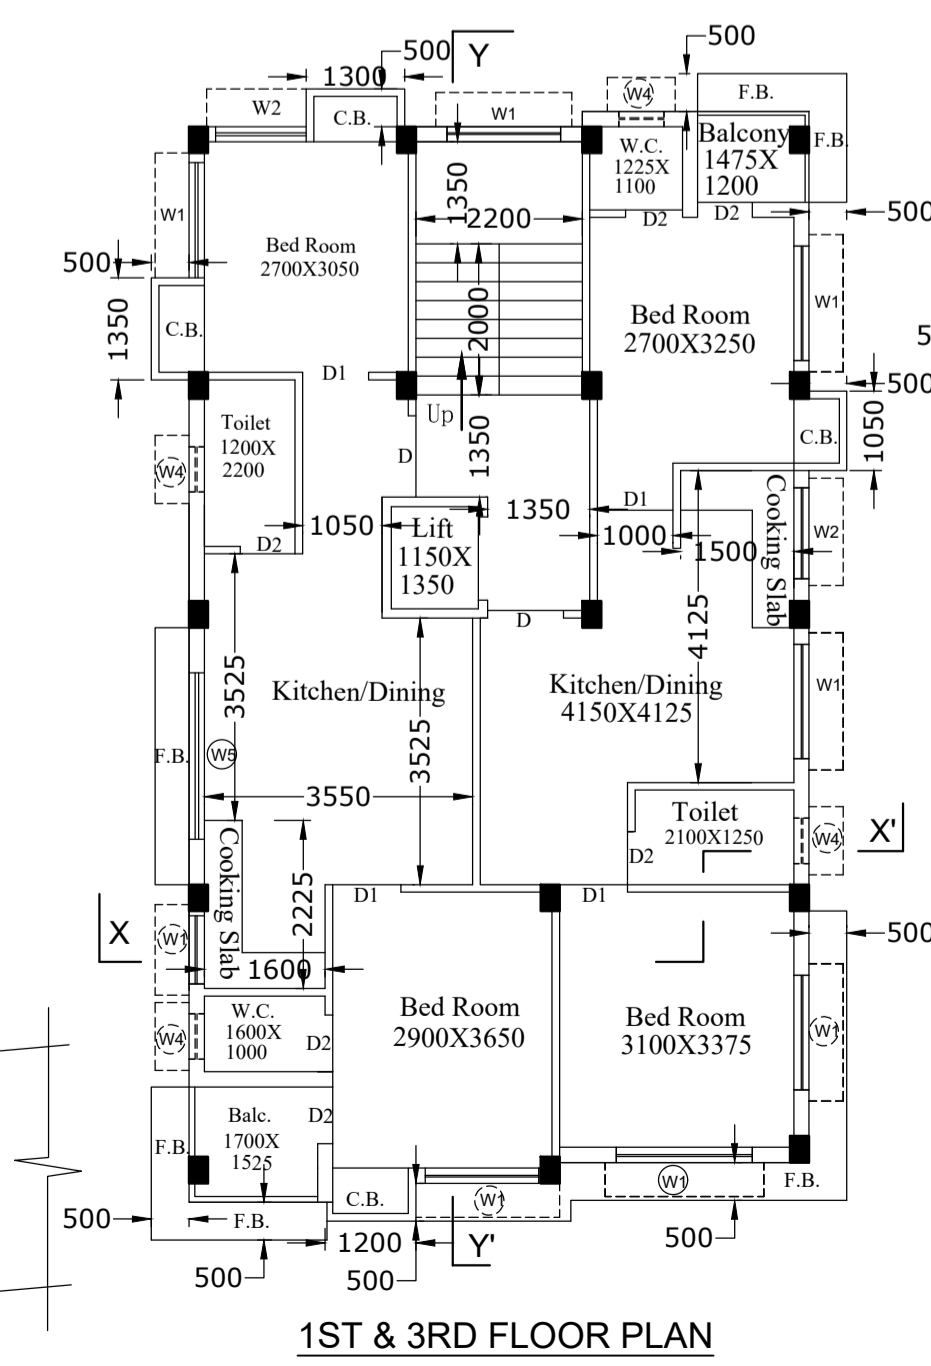 500
Y
1300
W2
C.B.
W1
500
W4
F.B.
Balcony
1475X
1200
F.B.
W.C.
1225X
1100
D2
D2
500
W1
Bed Room
2700X3050
1350
2200
500
1350
C.B.
2000
Bed Room
2700X3250
W1
5
500
D1
Up
Toilet
1200X
2200
W4
D
1350
C.B.
1050
D1
1350
1050
Lift
1150X
1350
1000
1500
Cooking Slab
W2
D2
D
4125
3525
Kitchen/Dining
3525
Kitchen/Dining
4150X4125
W1
F.B.
W5
3550
Toilet
2100X1250
D2
W4
X'
Cooking Slab
2225
D1
D1
X
W1
1600
500
W.C.
1600X
1000
W4
D2
Bed Room
2900X3650
Bed Room
3100X3375
W1
Balc.
1700X
1525
D2
F.B.
C.B.
W1
W1
F.B.
500
F.B.
1200
Y'
500
500
500
1ST & 3RD FLOOR PLAN